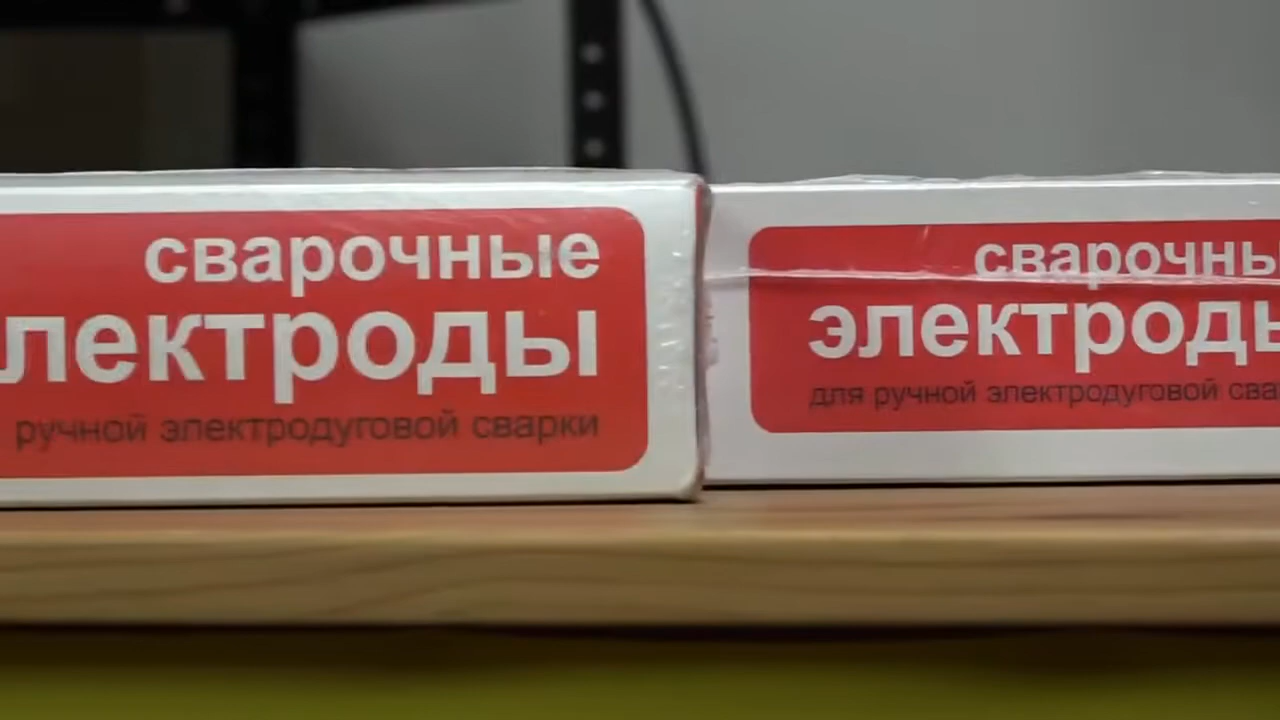 сварочные
лектроды
ручной электродуговой сварки
сварочны
электроды
для ручной электродуговой сва